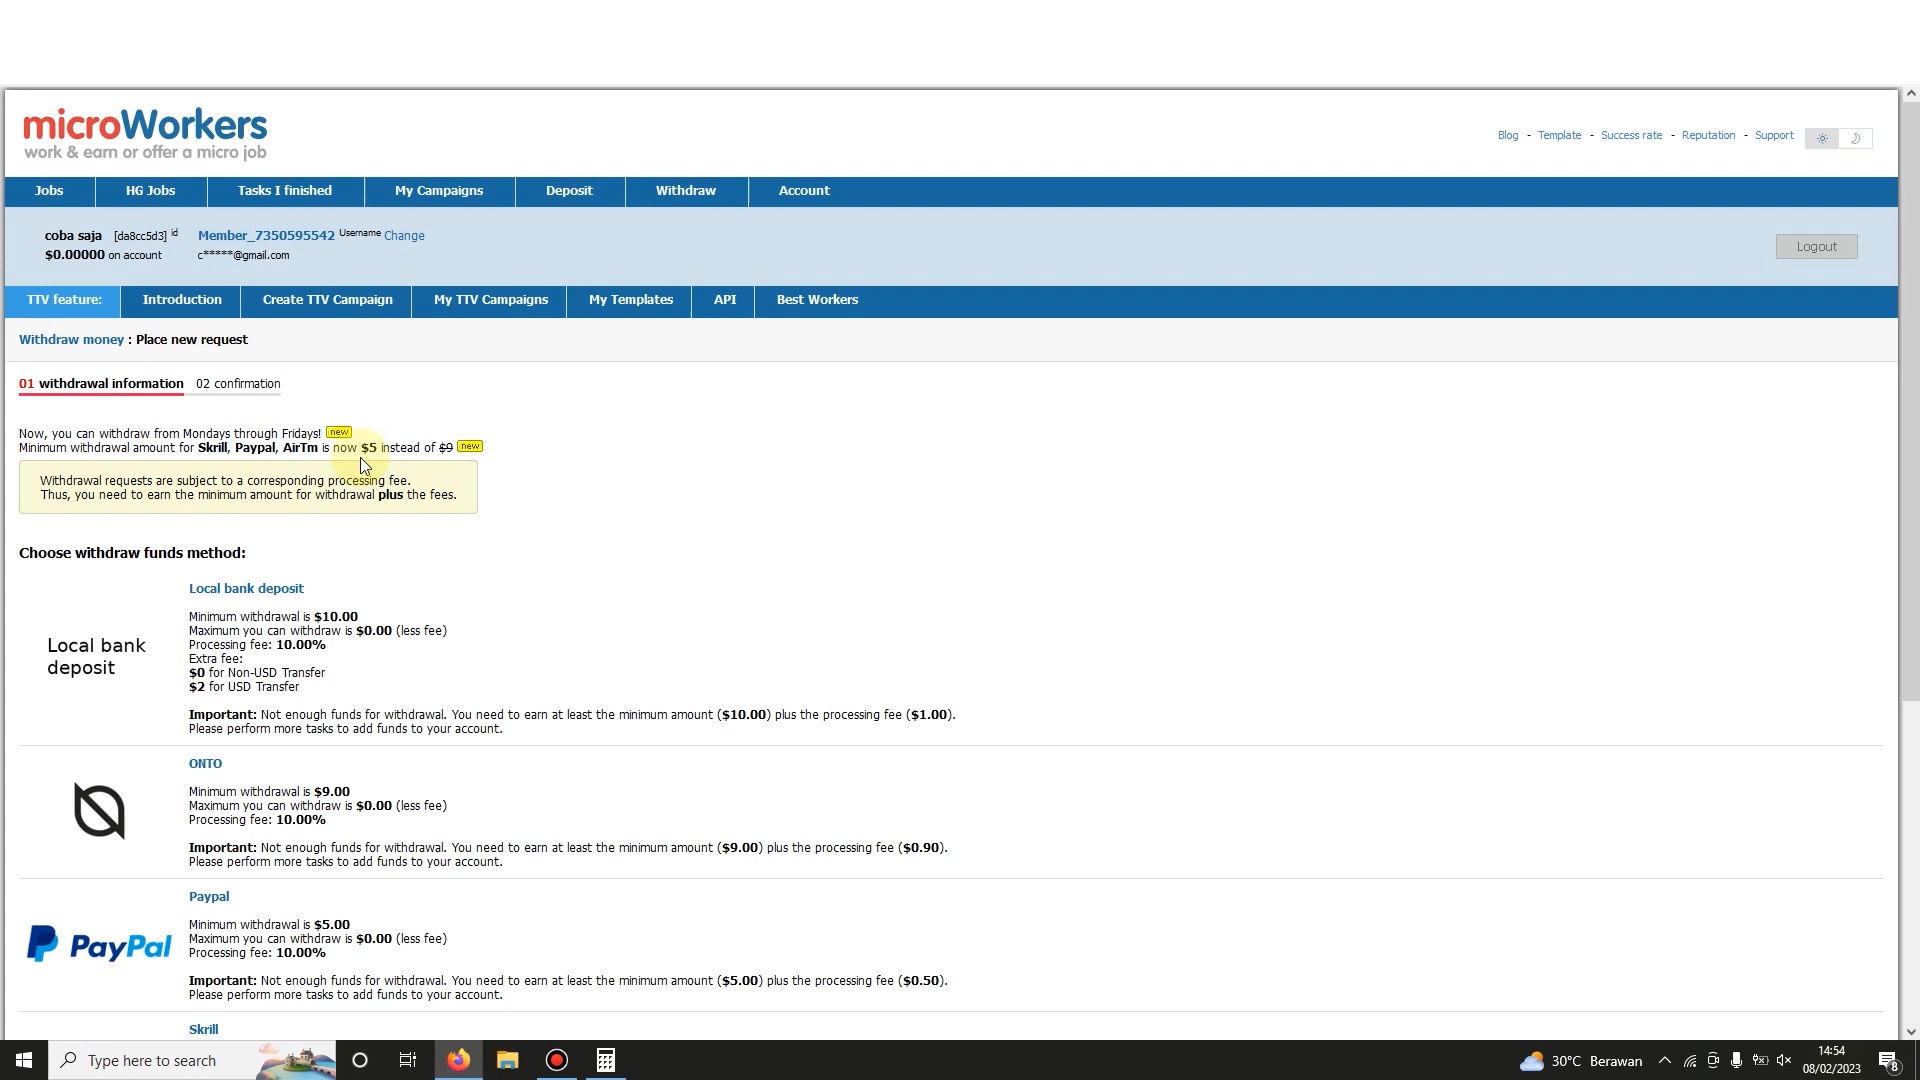 microWorkers
work & earn or offer a micro job
Blog - Template - Success rate - Reputation - Support
Jobs HG Jobs Tasks I finished My Campaigns Deposit Withdraw Account
coba saja [da8cc5d3] id Member_7350595542 Username Change
$0.00000 on account c*****@gmail.com
Logout
TTV feature: Introduction Create TTV Campaign My TTV Campaigns My Templates API Best Workers
Withdraw money : Place new request
01 withdrawal information 02 confirmation
Now, you can withdraw from Mondays through Fridays! new
Minimum withdrawal amount for Skrill, Paypal, AirTm is now $5 instead of $9 new
Withdrawal requests are subject to a corresponding processing fee.
Thus, you need to earn the minimum amount for withdrawal plus the fees.
Choose withdraw funds method:
Local bank deposit
Local bank
deposit
Minimum withdrawal is $10.00
Maximum you can withdraw is $0.00 (less fee)
Processing fee: 10.00%
Extra fee:
$0 for Non-USD Transfer
$2 for USD Transfer
Important: Not enough funds for withdrawal. You need to earn at least the minimum amount ($10.00) plus the processing fee ($1.00).
Please perform more tasks to add funds to your account.
ONTO
Minimum withdrawal is $9.00
Maximum you can withdraw is $0.00 (less fee)
Processing fee: 10.00%
Important: Not enough funds for withdrawal. You need to earn at least the minimum amount ($9.00) plus the processing fee ($0.90).
Please perform more tasks to add funds to your account.
Paypal
PayPal
Minimum withdrawal is $5.00
Maximum you can withdraw is $0.00 (less fee)
Processing fee: 10.00%
Important: Not enough funds for withdrawal. You need to earn at least the minimum amount ($5.00) plus the processing fee ($0.50).
Please perform more tasks to add funds to your account.
Skrill
Type here to search
30°C Berawan
14:54
08/02/2023
8